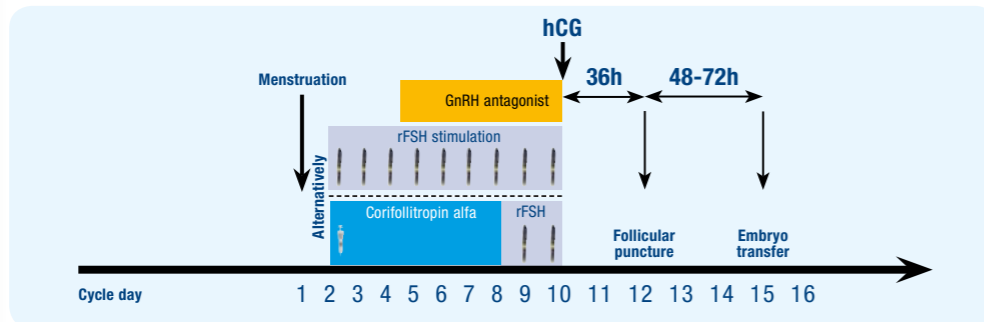 hCG
Menstruation
36h
48-72h
GnRH antagonist
rFSH stimulation
Alternatively
Corifollitropin alfa
rFSH
Follicular
puncture
Embryo
transfer
Cycle day
1 2 3 4 5 6 7 8 9 10 11 12 13 14 15 16